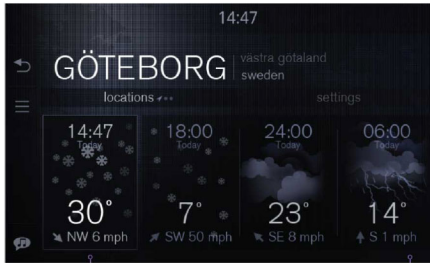 14:47
GÖTEBORG
västra götaland
sweden
locations
settings
14:47
Today
30°
NW 6 mph
18:00
Today
7°
SW 50 mph
24:00
Today
23°
SE 8 mph
06:00
Today
14°
S 1 mph